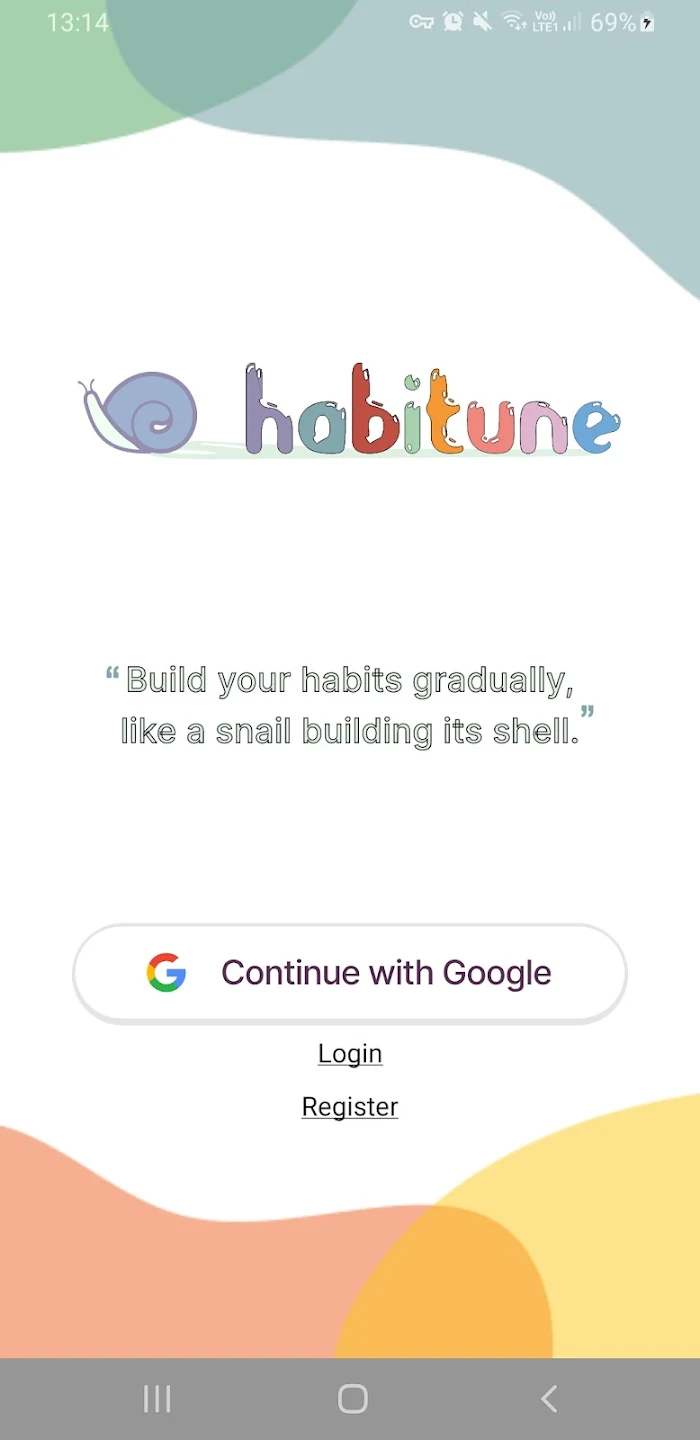 13:14
Vo) LTE1 69%
habitune
“Build your habits gradually,
like a snail building its shell.”
G Continue with Google
Login
Register